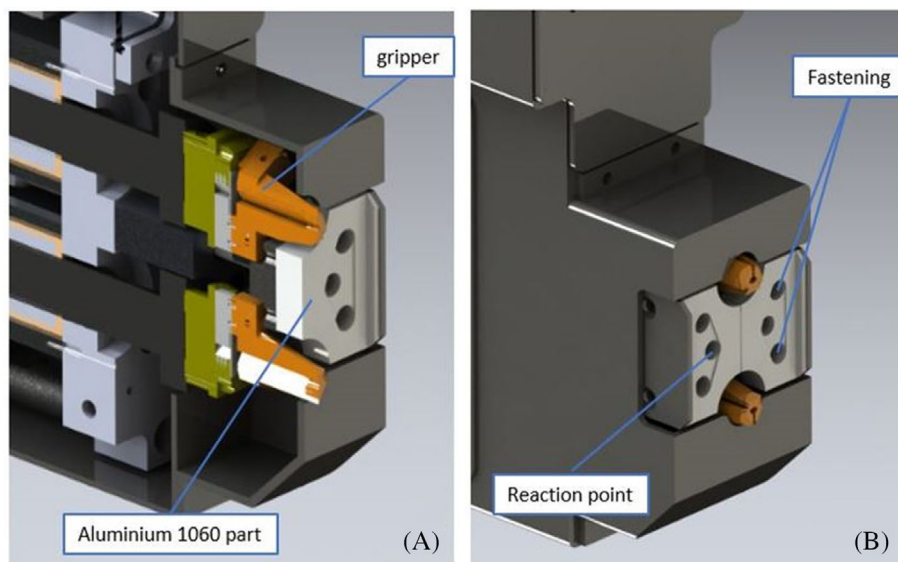 gripper
Aluminium 1060 part
(A)
Fastening
Reaction point
(B)